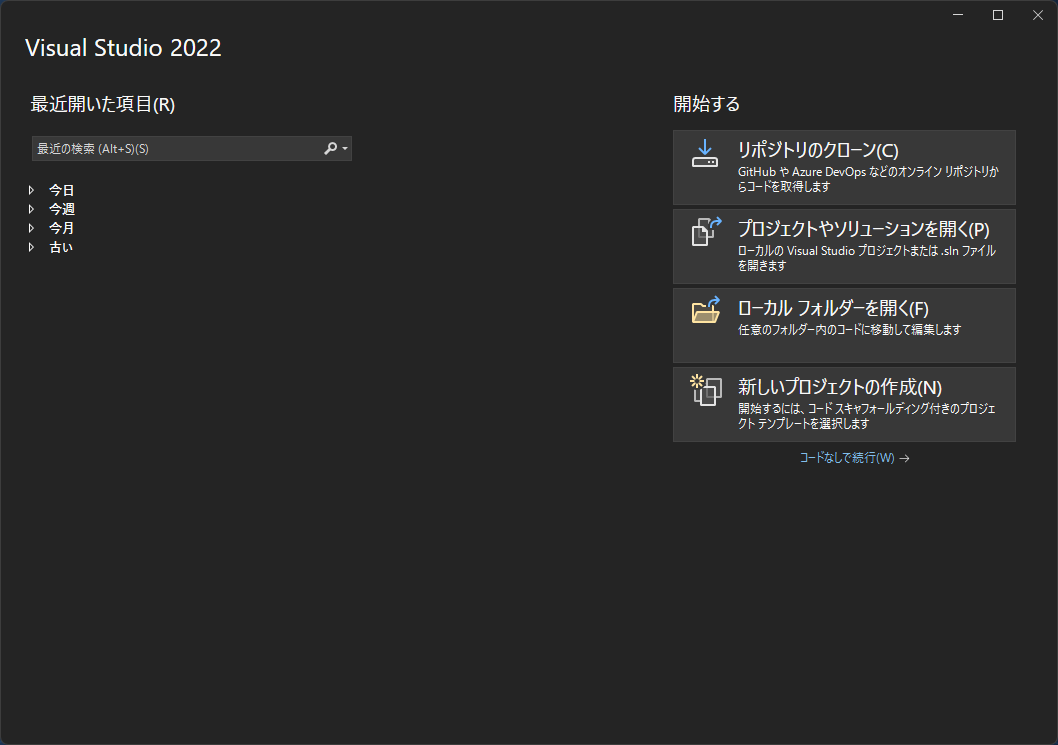 Visual Studio 2022
最近開いた項目(R)
最近の検索 (Alt+S)(S)
今日
今週
今月
古い
開始する
リポジトリのクローン(C)
GitHub や Azure DevOps などのオンライン リポジトリか
らコードを取得します
プロジェクトやソリューションを開く(P)
ローカルの Visual Studio プロジェクトまたは .sln ファイル
を開きます
ローカル フォルダーを開く(F)
任意のフォルダー内のコードに移動して編集します
新しいプロジェクトの作成(N)
開始するには、コード スキャフォールディング付きのプロジェ
クト テンプレートを選択します
コードなしで続行(W) →